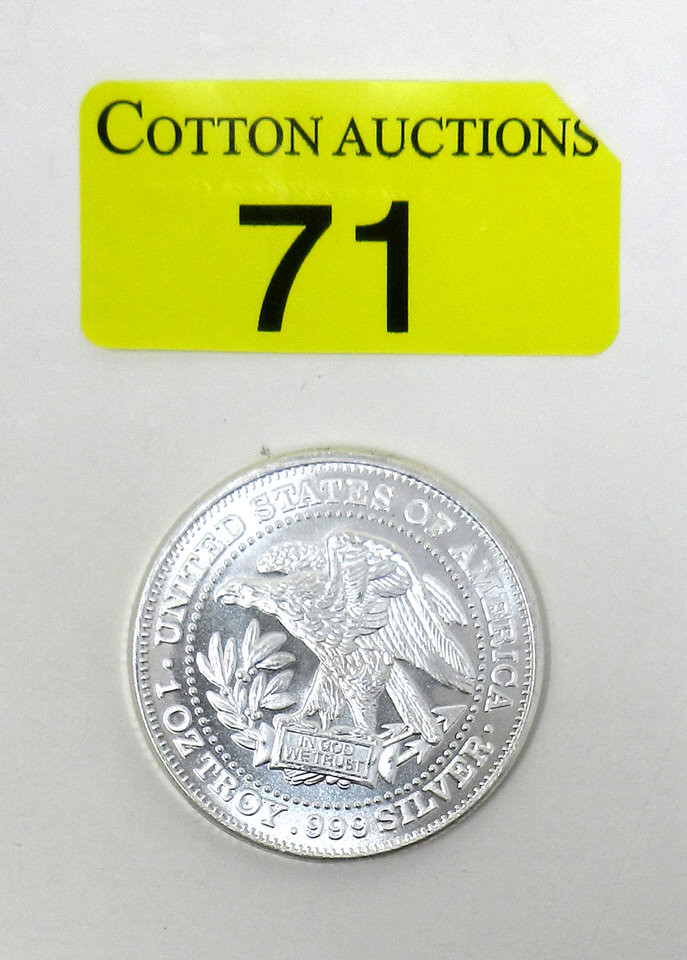 COTTON AUCTIONS
71
UNITED STATES OF AMERICA
· 1 OZ TROY . 999 SILVER ·
IN GOD
WE TRUST